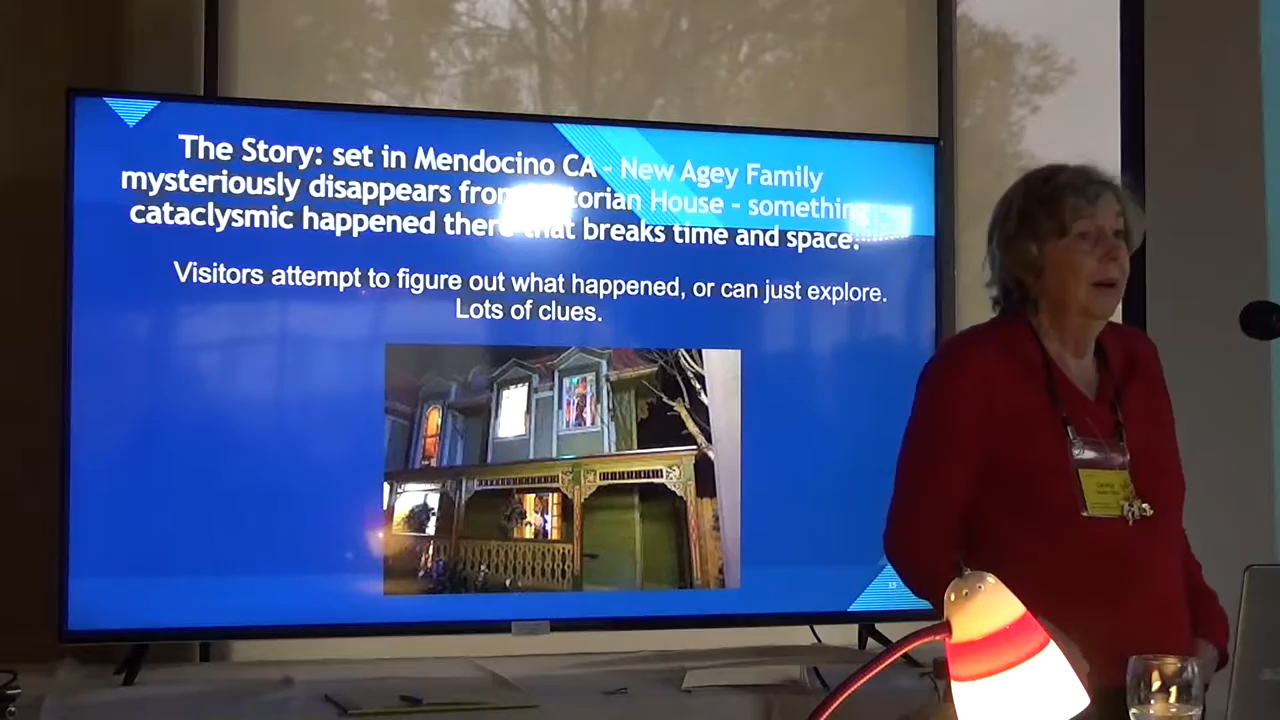 The Story: set in Mendocino CA - New Agey Family
mysteriously disappears from Victorian House - something
cataclysmic happened there that breaks time and space.
Visitors attempt to figure out what happened, or can just explore.
Lots of clues.